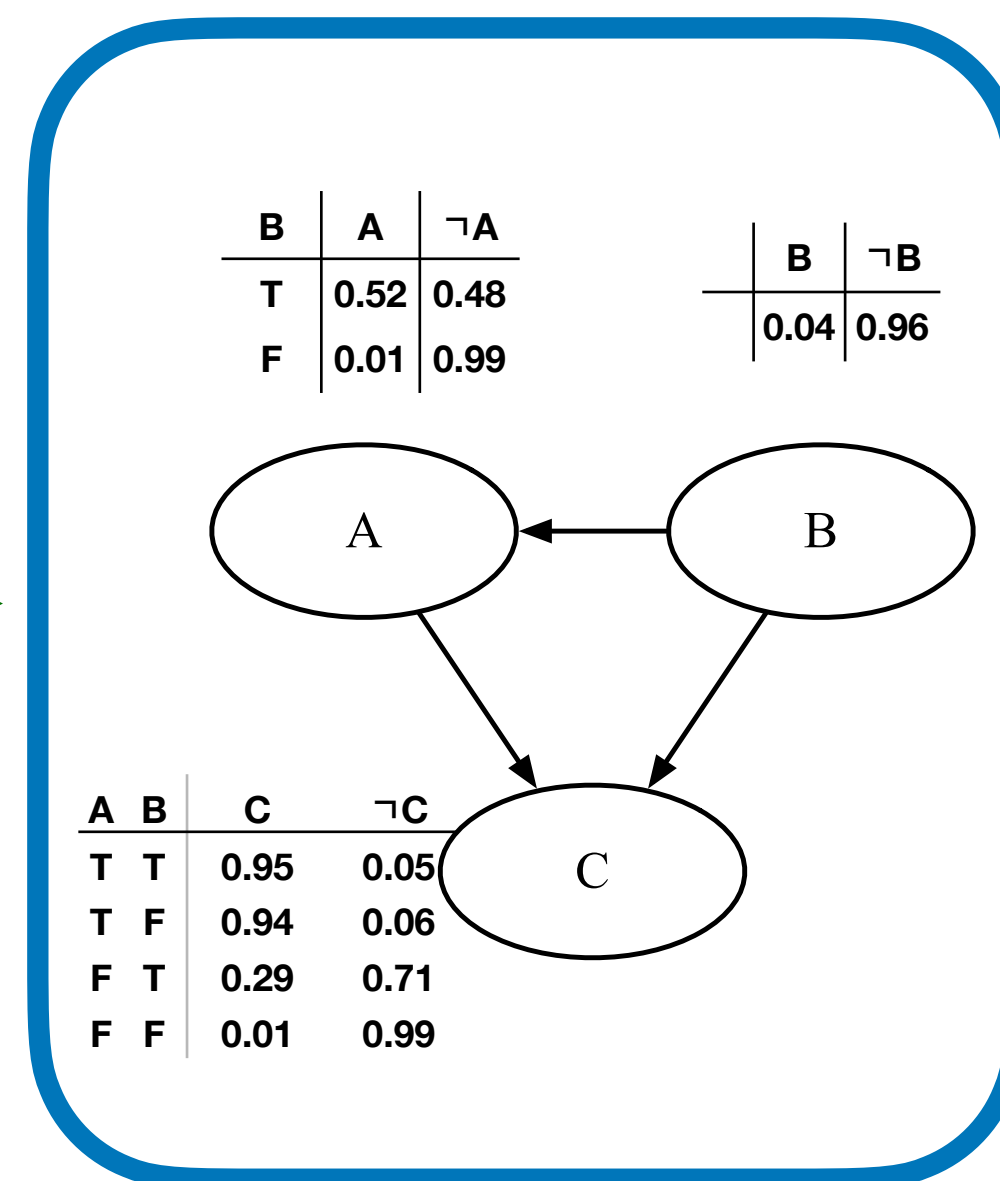 B A ¬A
T 0.52 0.48
F 0.01 0.99
B ¬B
0.04 0.96
A B
A B C ¬C
T T 0.95 0.05
T F 0.94 0.06
F T 0.29 0.71
F F 0.01 0.99
C